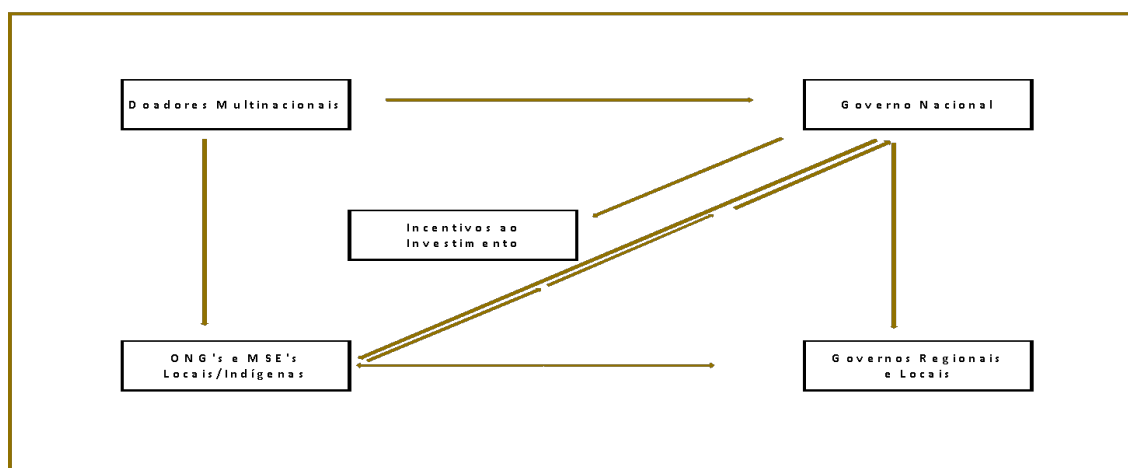 Doadores Multinacionais
Governo Nacional
Incentivos ao
Investimento
ONG's e MSE's
Locais/Indígenas
Governos Regionais
e Locais